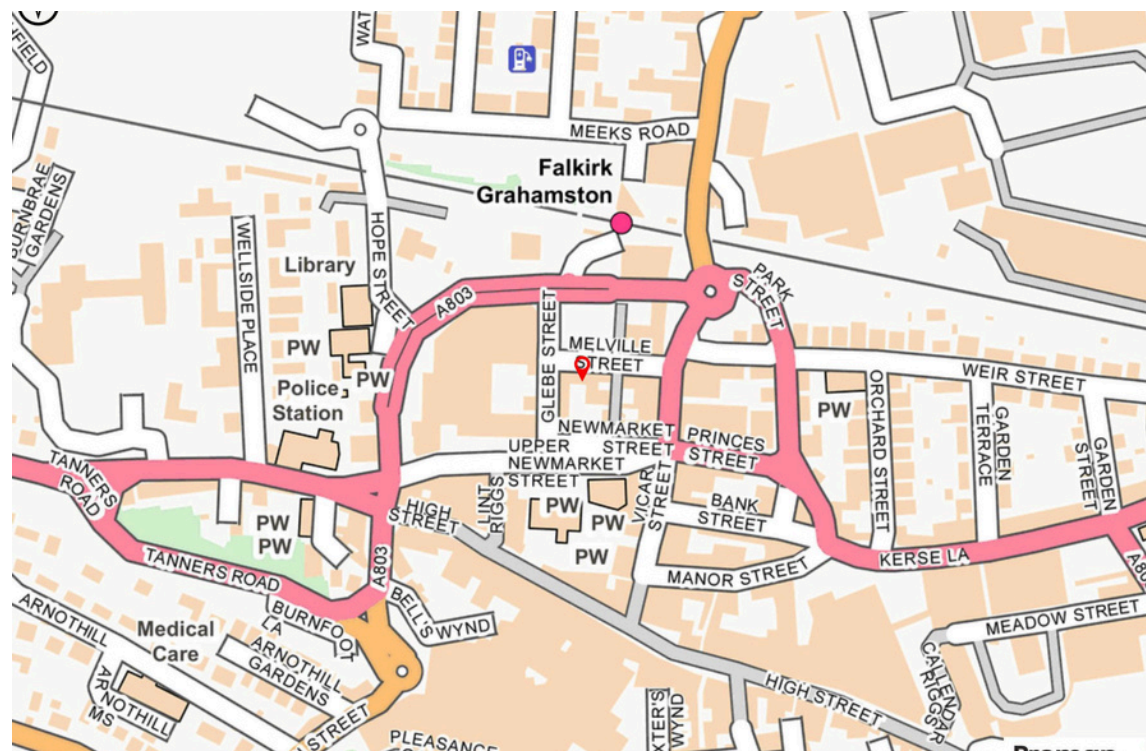 MEEKS ROAD
Falkirk
Grahamston
BURNBRAE
GARDENS
WELLSIDE PLACE
HOPE STREET
Library
A803
PARK
STREET
GLEBE STREET
MELVILLE
STREET
PW
PW
Police
Station
WEIR STREET
PW
ORCHARD STREET
GARDEN
TERRACE
GARDEN
STREET
NEWMARKET
STREET
PRINCES
STREET
UPPER
NEWMARKET
STREET
TANNERS
ROAD
HIGH
STREET
LINT
RIGGS
VICAR
STREET
BANK
STREET
PW
PW
PW
PW
PW
TANNERS ROAD
A803
MANOR STREET
KERSE LA
BURNFOOT
LA
BELL'S
WYND
ARNOTHILL
Medical
Care
ARNOTHILL
GARDENS
ARNOTHILL
MS
MEADOW STREET
CALLENDAR
RIGGS
HIGH STREET
WYND
STREET
PLEASANCE